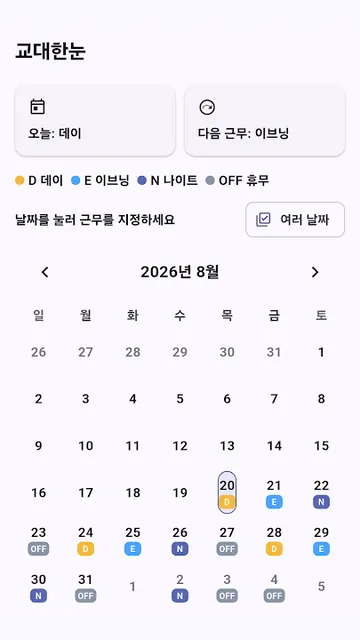 교대한눈
오늘: 데이
다음 근무: 이브닝
D 데이 E 이브닝 N 나이트 OFF 휴무
날짜를 눌러 근무를 지정하세요
여러 날짜
2026년 8월
일 월 화 수 목 금 토
26 27 28 29 30 31 1
2 3 4 5 6 7 8
9 10 11 12 13 14 15
16 17 18 19 20 21 22
D E N
23 24 25 26 27 28 29
OFF D E N OFF D E
30 31 1 2 3 4 5
N OFF N OFF OFF